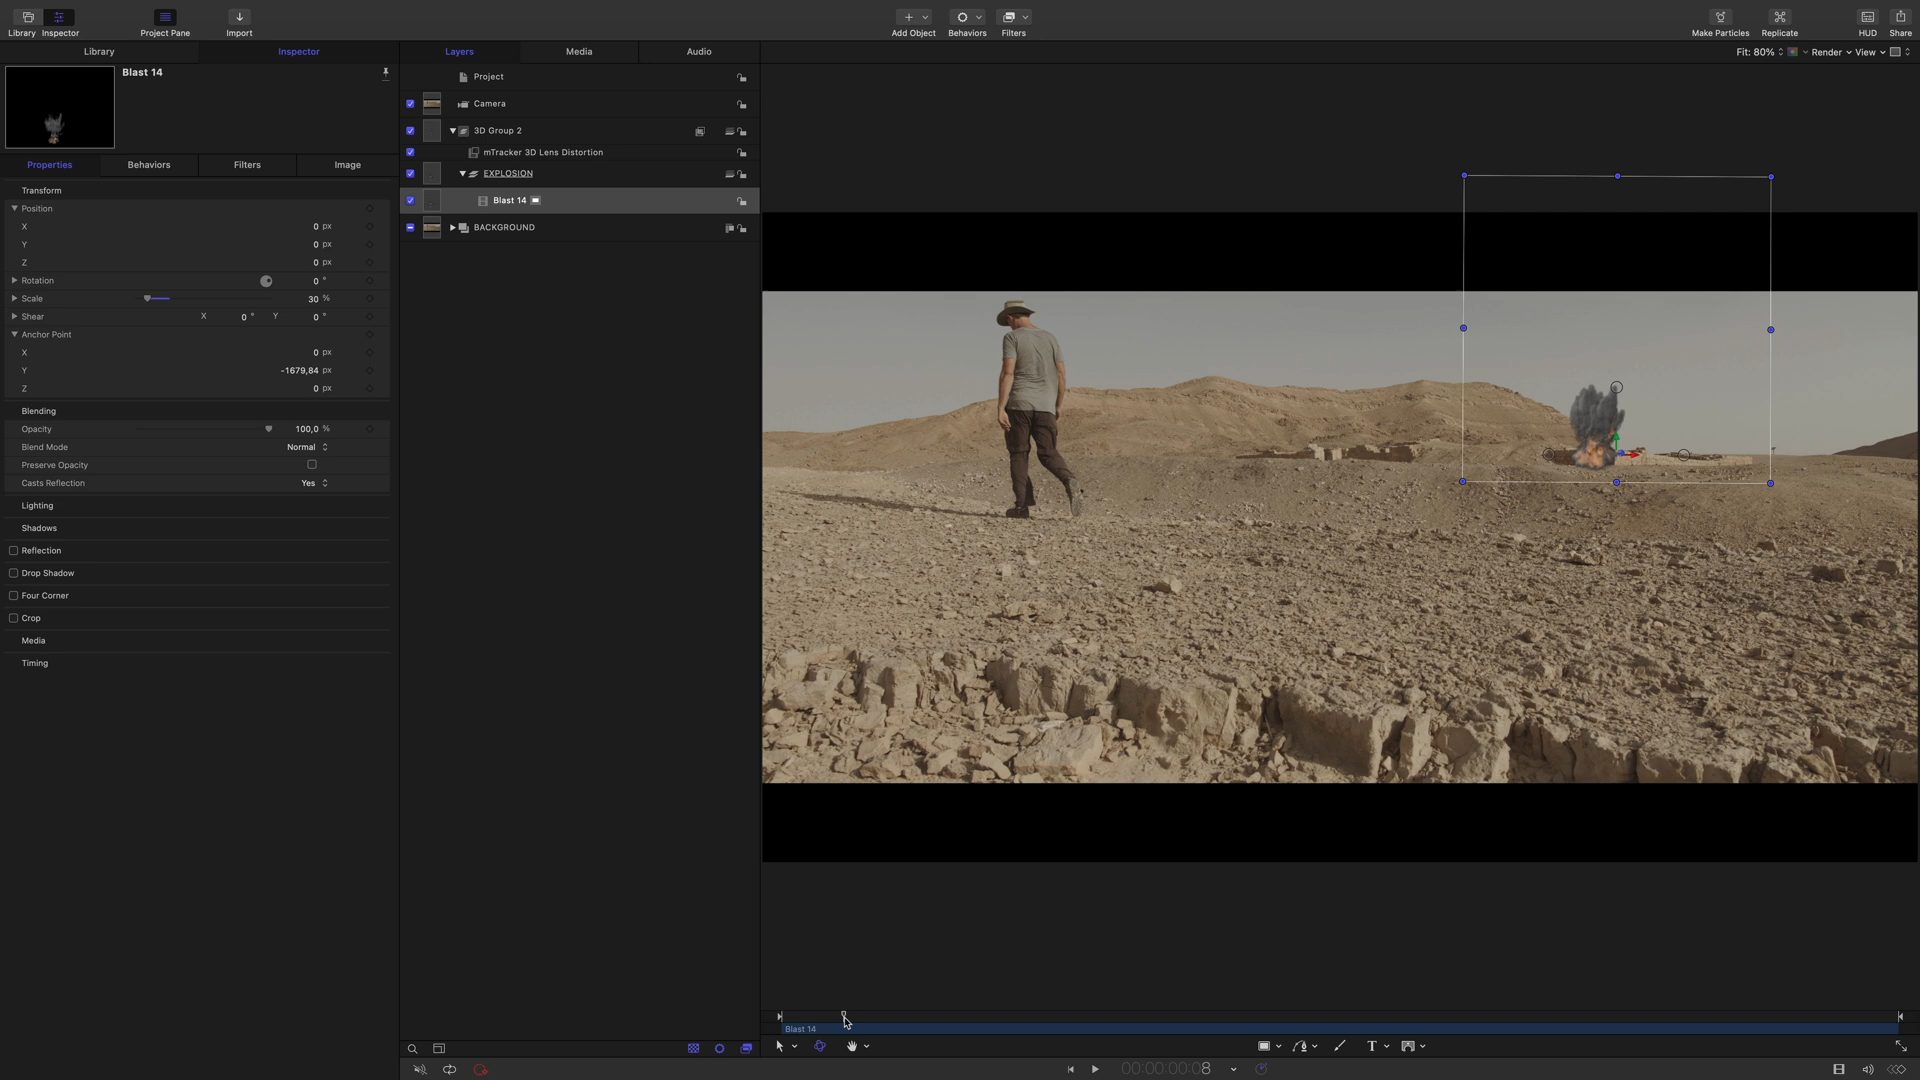 Library Inspector Project Pane Import Add Object Behaviors Filters Make Particles Replicate HUD Share
Library Inspector Layers Media Audio Fit: 80% Render View
Blast 14
Properties Behaviors Filters Image
Transform
Position
X 0 px
Y 0 px
Z 0 px
Rotation 0 °
Scale 30 %
Shear X 0 ° Y 0 °
Anchor Point
X 0 px
Y -1679,84 px
Z 0 px
Blending
Opacity 100,0 %
Blend Mode Normal
Preserve Opacity
Casts Reflection Yes
Lighting
Shadows
Reflection
Drop Shadow
Four Corner
Crop
Media
Timing
Project
Camera
3D Group 2
mTracker 3D Lens Distortion
EXPLOSION
Blast 14
BACKGROUND
Blast 14
T
00:00:00:08